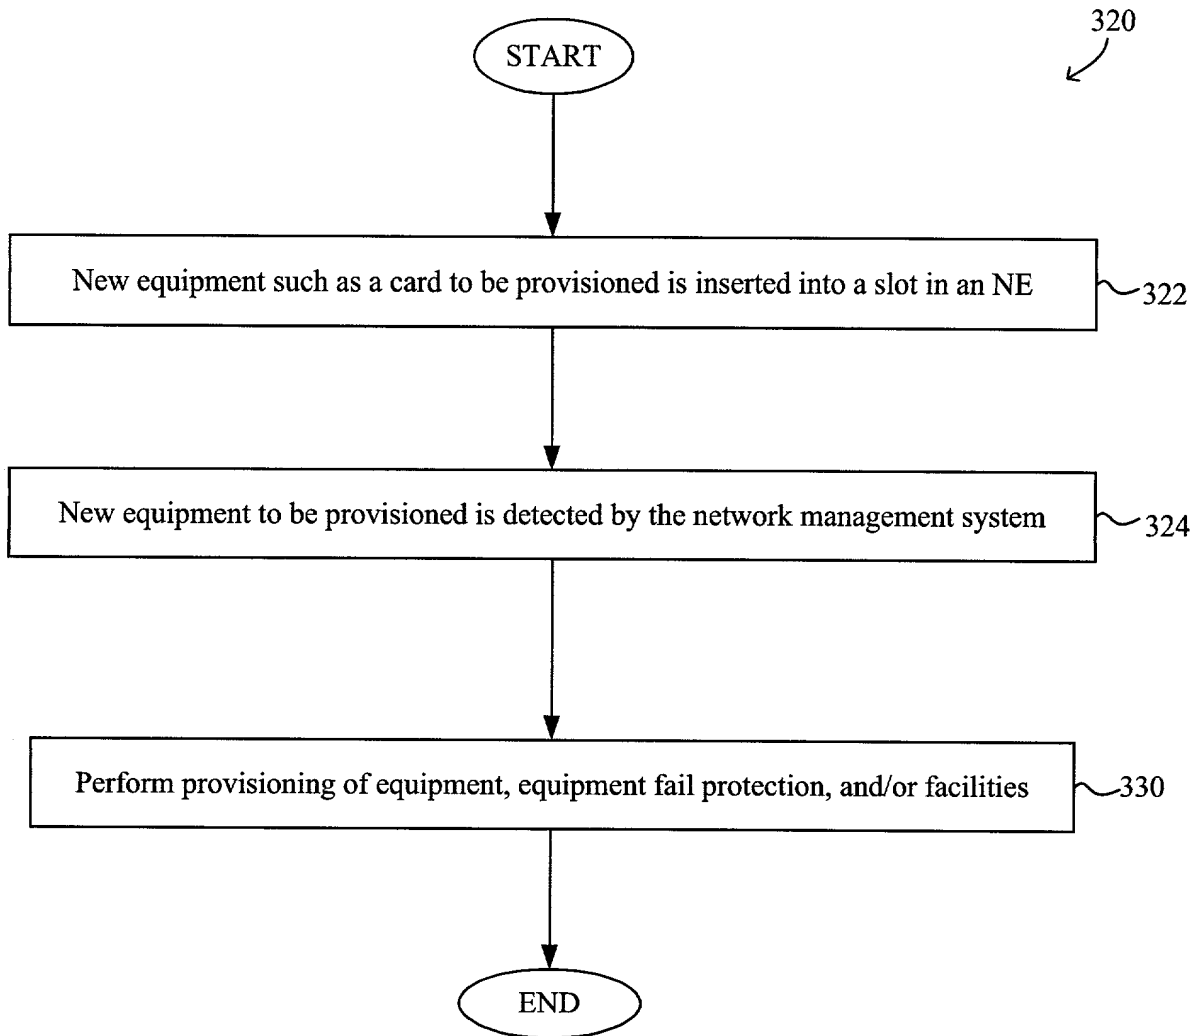 320
START
New equipment such as a card to be provisioned is inserted into a slot in an NE
322
New equipment to be provisioned is detected by the network management system
324
Perform provisioning of equipment, equipment fail protection, and/or facilities
330
END